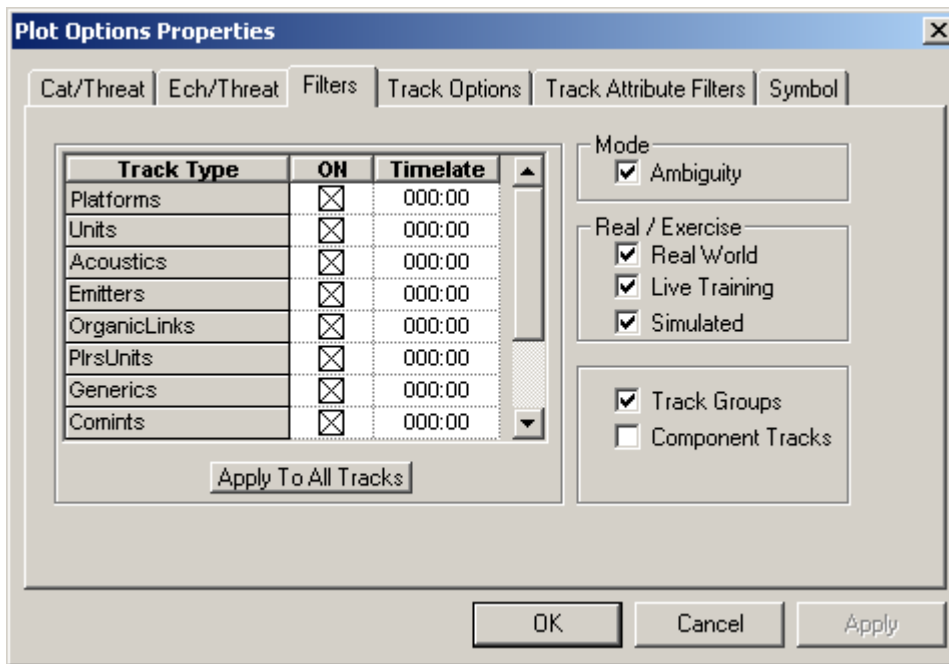 Plot Options Properties
Cat/Threat Ech/Threat Filters Track Options Track Attribute Filters Symbol
Track Type ON Timelate
Platforms 000:00
Units 000:00
Acoustics 000:00
Emitters 000:00
OrganicLinks 000:00
PlrsUnits 000:00
Generics 000:00
Comints 000:00
Apply To All Tracks
Mode
Ambiguity
Real / Exercise
Real World
Live Training
Simulated
Track Groups
Component Tracks
OK Cancel Apply